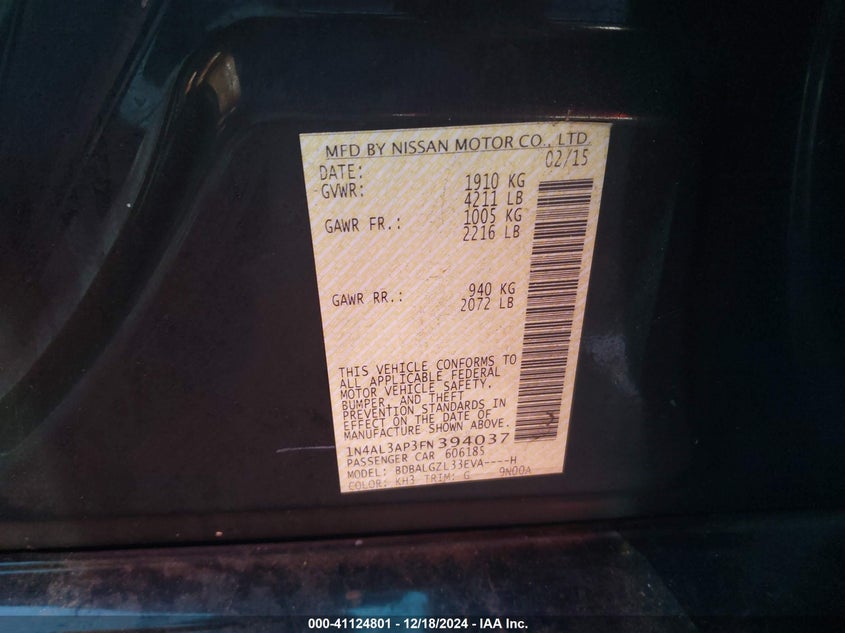 MFD BY NISSAN MOTOR CO., LTD.
DATE: 02/15
GVWR: 1910 KG
4211 LB
GAWR FR.: 1005 KG
2216 LB
GAWR RR.: 940 KG
2072 LB
THIS VEHICLE CONFORMS TO
ALL APPLICABLE FEDERAL
MOTOR VEHICLE SAFETY,
BUMPER, AND THEFT
PREVENTION STANDARDS IN
EFFECT ON THE DATE OF
MANUFACTURE SHOWN ABOVE.
1N4AL3AP3FN394037
PASSENGER CAR 606185
MODEL: BDBALGZL33EVA----H
COLOR: KH3 TRIM: G 9N00A
000-41124801 - 12/18/2024 - IAA Inc.